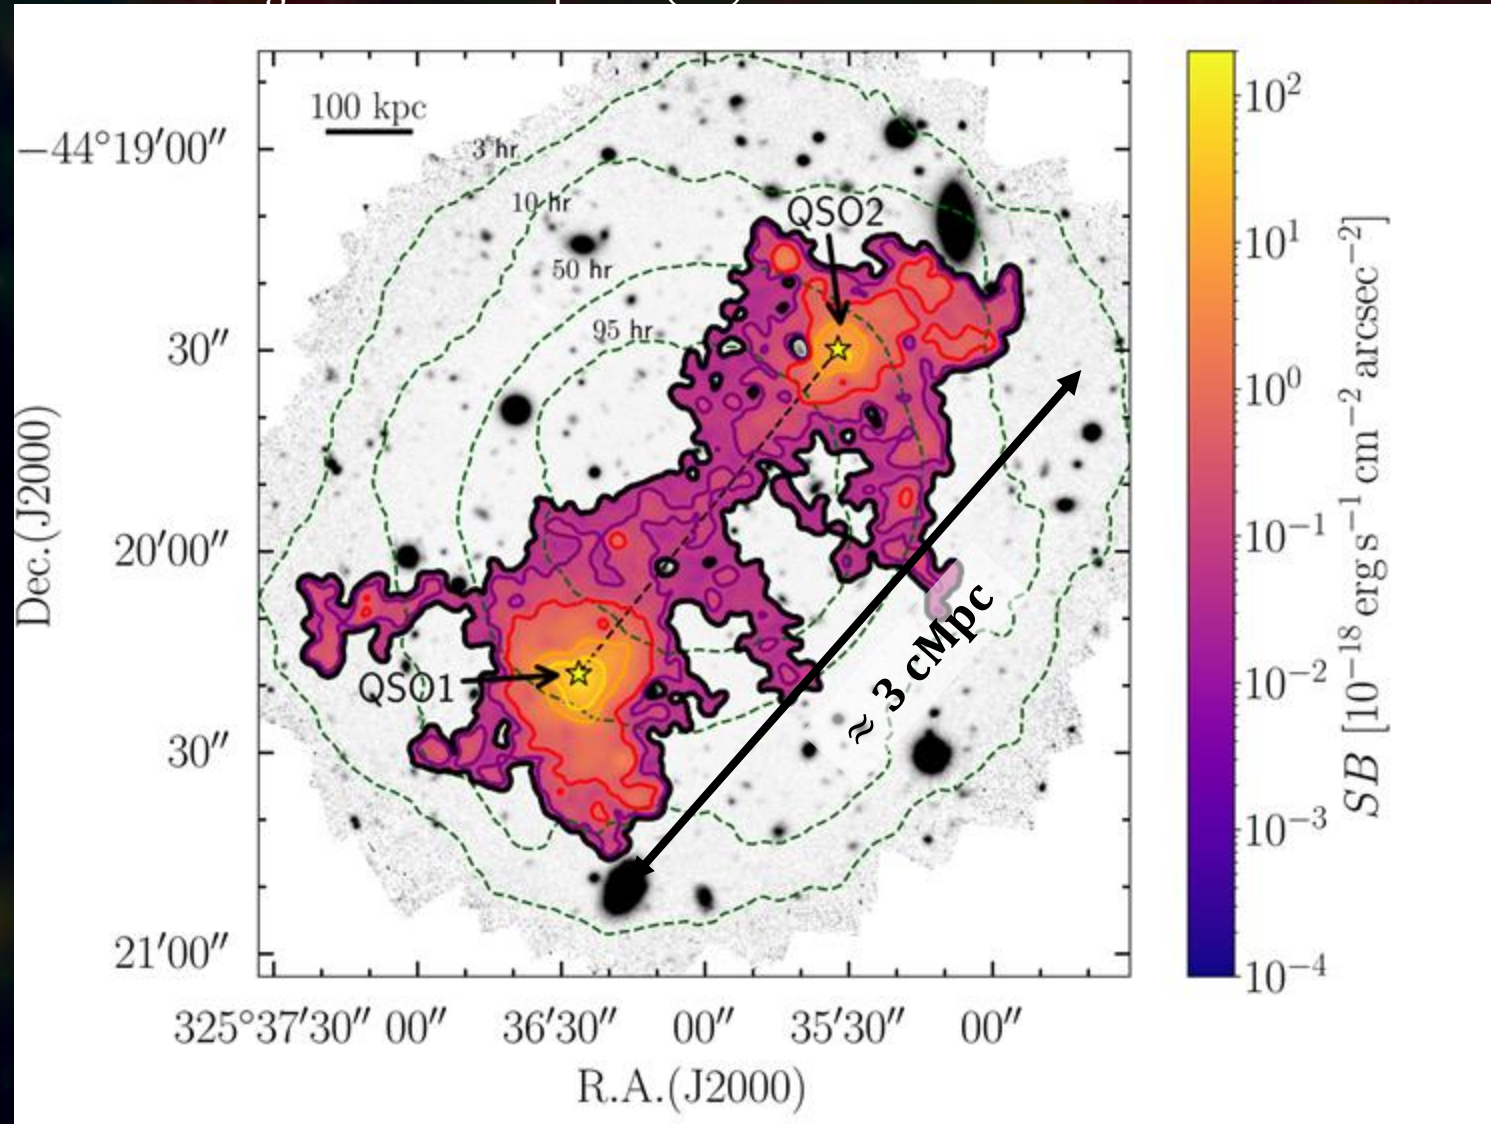 100 kpc
3 hr
10 hr
50 hr
95 hr
QSO2
QSO1
≈ 3 cMpc
−44°19′00″
30″
20′00″
30″
21′00″
Dec.(J2000)
325°37′30″ 00″ 36′30″ 00″ 35′30″ 00″
R.A.(J2000)
10²
10¹
10⁰
10⁻¹
10⁻²
10⁻³
10⁻⁴
SB [10⁻¹⁸ erg s⁻¹ cm⁻² arcsec⁻²]